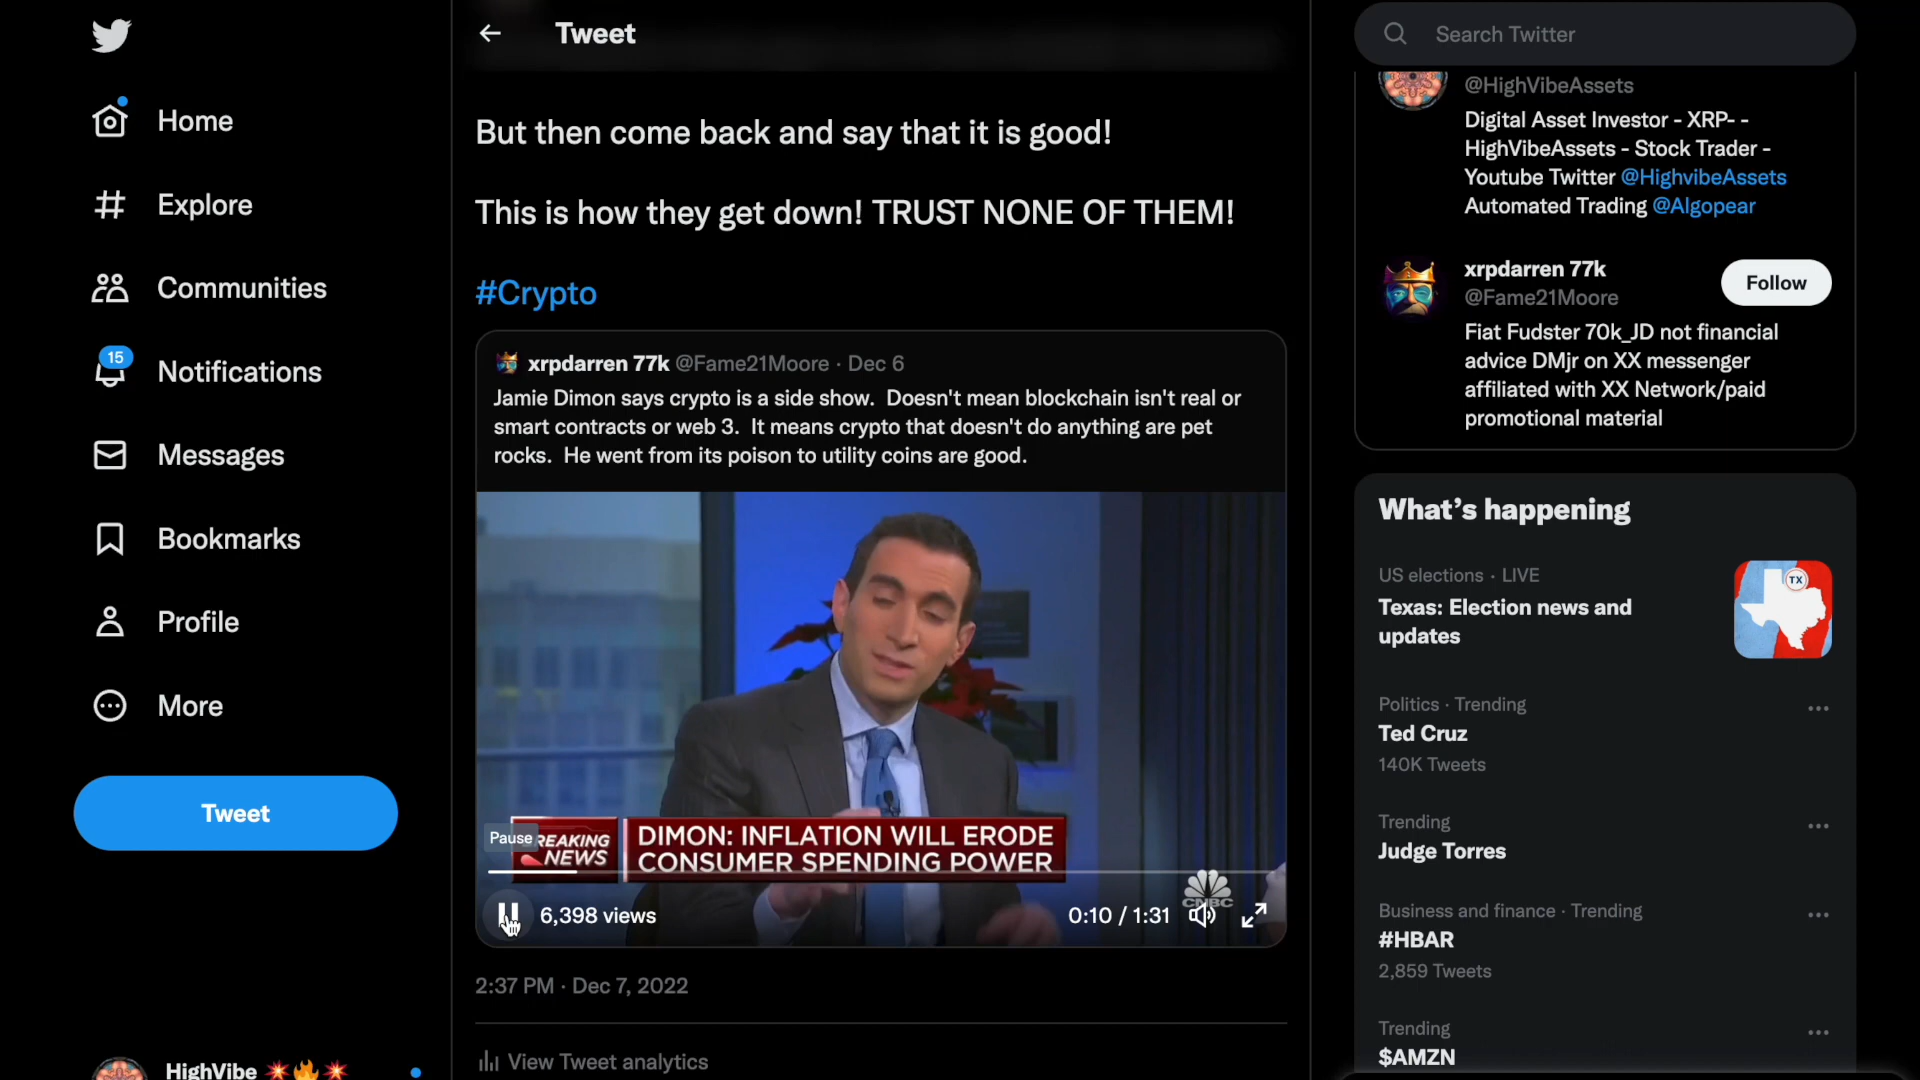 Home
Explore
Communities
15
Notifications
Messages
Bookmarks
Profile
More
Tweet
HighVibe
Tweet
But then come back and say that it is good!
This is how they get down! TRUST NONE OF THEM!
#Crypto
xrpdarren 77k @Fame21Moore · Dec 6
Jamie Dimon says crypto is a side show. Doesn't mean blockchain isn't real or
smart contracts or web 3. It means crypto that doesn't do anything are pet
rocks. He went from its poison to utility coins are good.
Pause
BREAKING
NEWS
DIMON: INFLATION WILL ERODE
CONSUMER SPENDING POWER
CNBC
6,398 views
0:10 / 1:31
2:37 PM · Dec 7, 2022
View Tweet analytics
Search Twitter
@HighVibeAssets
Digital Asset Investor - XRP- -
HighVibeAssets - Stock Trader -
Youtube Twitter @HighvibeAssets
Automated Trading @Algopear
xrpdarren 77k
@Fame21Moore
Follow
Fiat Fudster 70k_JD not financial
advice DMjr on XX messenger
affiliated with XX Network/paid
promotional material
What's happening
US elections · LIVE
Texas: Election news and
updates
TX
Politics · Trending
Ted Cruz
140K Tweets
Trending
Judge Torres
Business and finance · Trending
#HBAR
2,859 Tweets
Trending
$AMZN